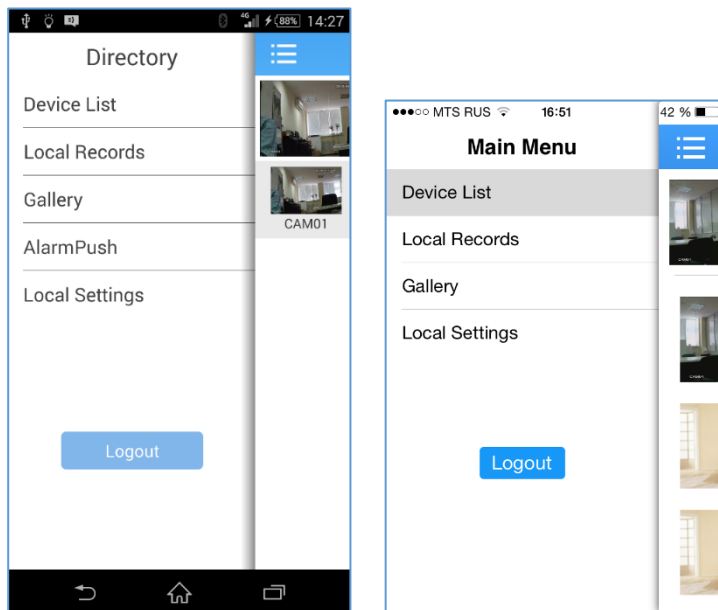 4G
88% 14:27
Directory
Device List
Local Records
Gallery
AlarmPush
Local Settings
Logout
CAM01
MTS RUS 16:51
42 %
Main Menu
Device List
Local Records
Gallery
Local Settings
Logout